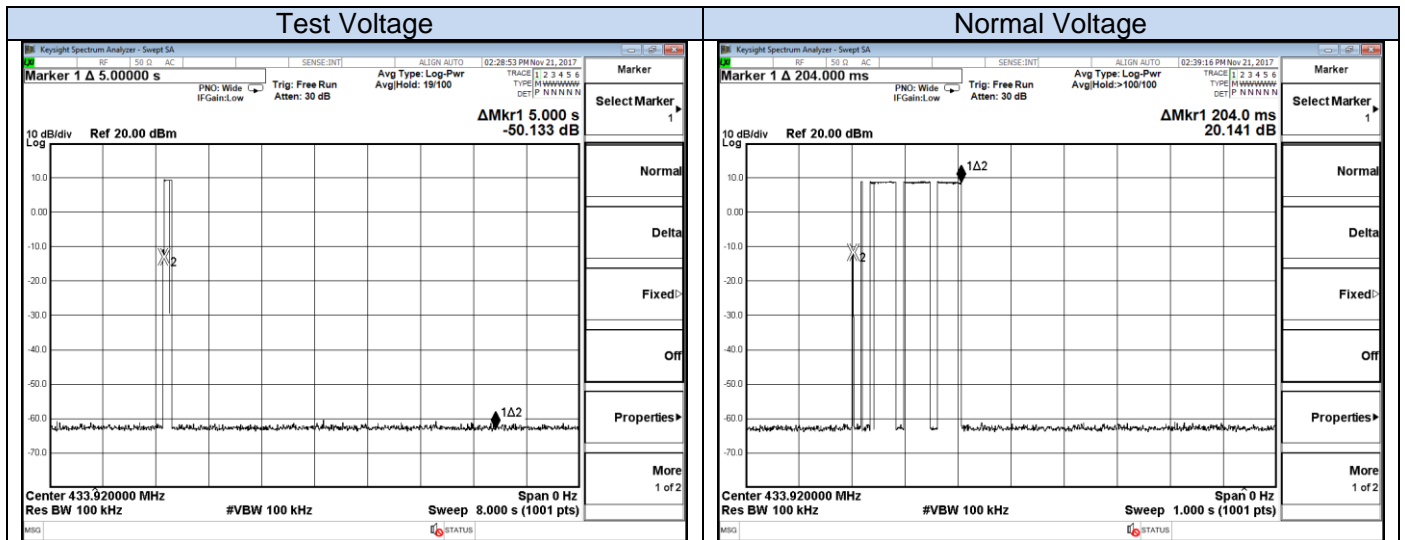 Test Voltage
Normal Voltage
Keysight Spectrum Analyzer - Swept SA
LXI RF 50 Ω AC SENSE:INT ALIGN AUTO 02:28:53 PM Nov 21, 2017
Marker 1 Δ 5.00000 s
PNO: Wide Trig: Free Run Avg Type: Log-Pwr TRACE 1 2 3 4 5 6
IFGain:Low Atten: 30 dB Avg|Hold: 19/100 TYPE M WWWWW
DET P N N N N N
ΔMkr1 5.000 s
-50.133 dB
10 dB/div Ref 20.00 dBm
Log
10.0
0.00
-10.0
-20.0
-30.0
-40.0
-50.0
-60.0
-70.0
2
1Δ2
Center 433.920000 MHz Span 0 Hz
Res BW 100 kHz #VBW 100 kHz Sweep 8.000 s (1001 pts)
MSG STATUS
Marker
Select Marker
1
Normal
Delta
Fixed
Off
Properties
More
1 of 2
Keysight Spectrum Analyzer - Swept SA
LXI RF 50 Ω AC SENSE:INT ALIGN AUTO 02:39:16 PM Nov 21, 2017
Marker 1 Δ 204.000 ms
PNO: Wide Trig: Free Run Avg Type: Log-Pwr TRACE 1 2 3 4 5 6
IFGain:Low Atten: 30 dB Avg|Hold:>100/100 TYPE M WWWWW
DET P N N N N N
ΔMkr1 204.0 ms
20.141 dB
10 dB/div Ref 20.00 dBm
Log
10.0
0.00
-10.0
-20.0
-30.0
-40.0
-50.0
-60.0
-70.0
2
1Δ2
Center 433.920000 MHz Span 0 Hz
Res BW 100 kHz #VBW 100 kHz Sweep 1.000 s (1001 pts)
MSG STATUS
Marker
Select Marker
1
Normal
Delta
Fixed
Off
Properties
More
1 of 2